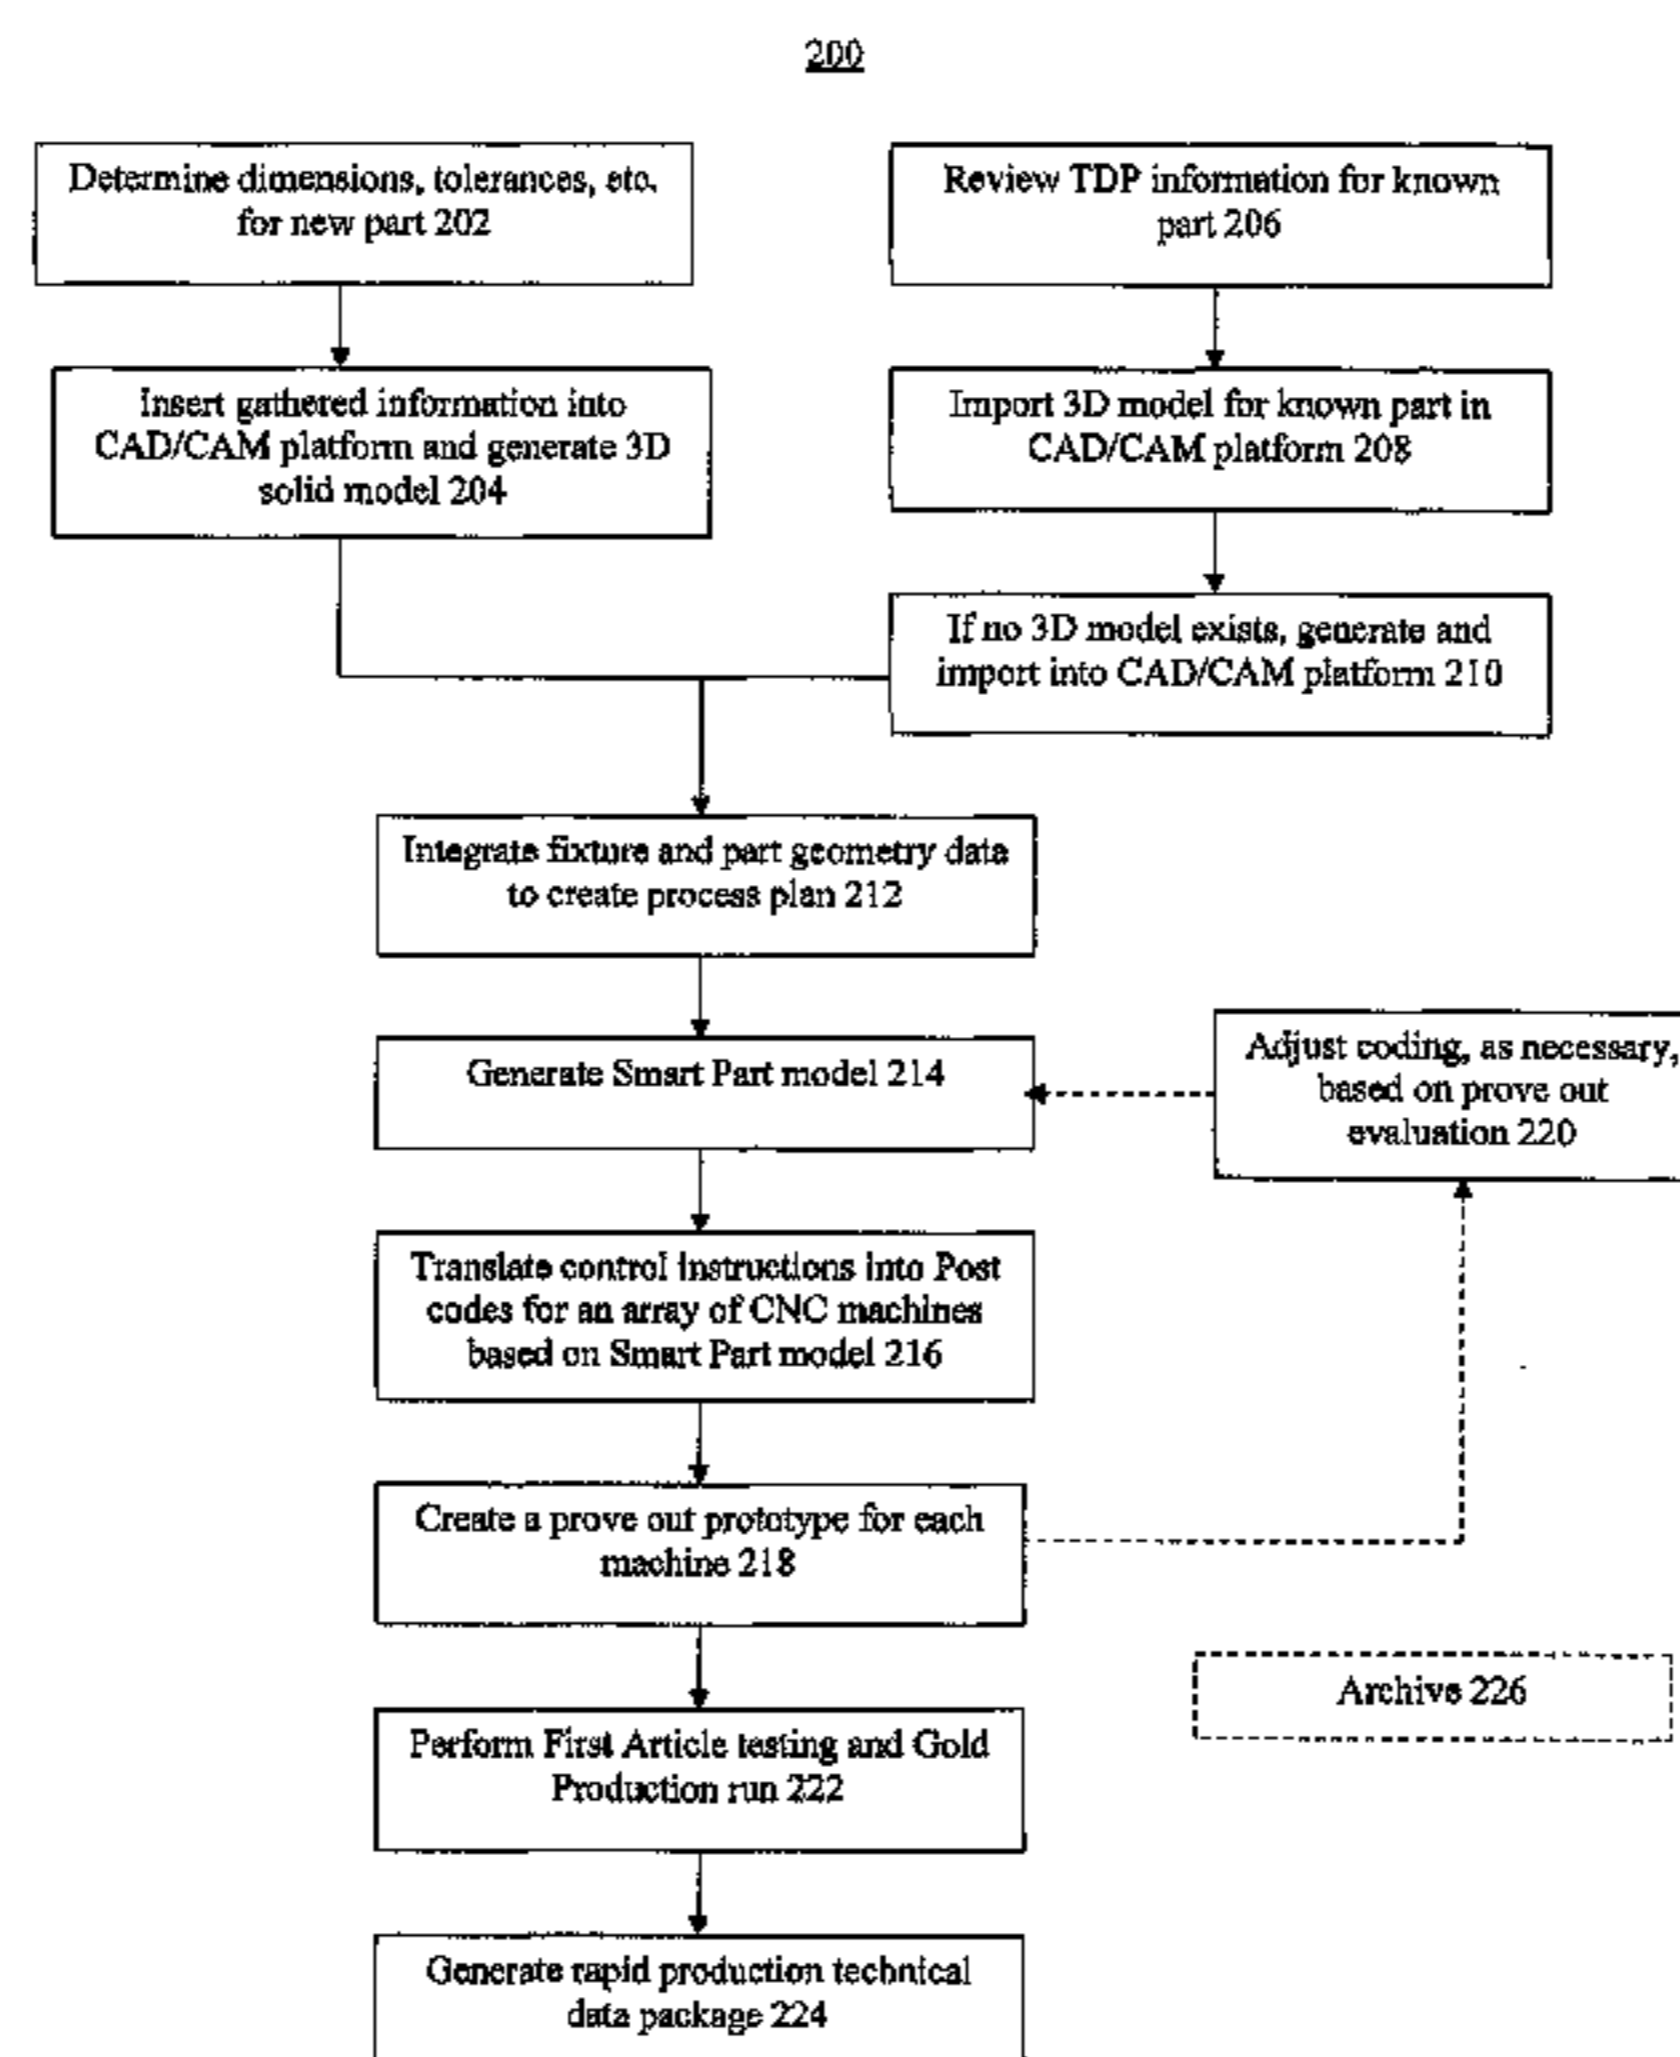 200
Determine dimensions, tolerances, etc.
for new part 202
Review TDP information for known
part 206
Insert gathered information into
CAD/CAM platform and generate 3D
solid model 204
Import 3D model for known part in
CAD/CAM platform 208
If no 3D model exists, generate and
import into CAD/CAM platform 210
Integrate fixture and part geometry data
to create process plan 212
Generate Smart Part model 214
Adjust coding, as necessary,
based on prove out
evaluation 220
Translate control instructions into Post
codes for an array of CNC machines
based on Smart Part model 216
Create a prove out prototype for each
machine 218
Archive 226
Perform First Article testing and Gold
Production run 222
Generate rapid production technical
data package 224